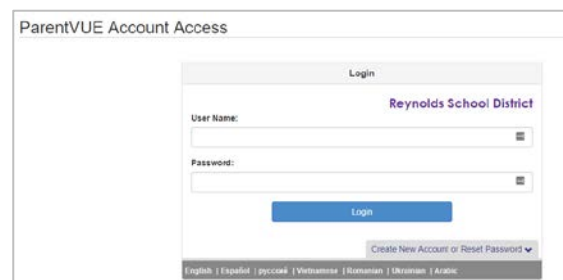 ParentVUE Account Access
Login
Reynolds School District
User Name:
Password:
Login
Create New Account or Reset Password
English | Español | русский | Vietnamese | Romanian | Ukrainian | Arabic